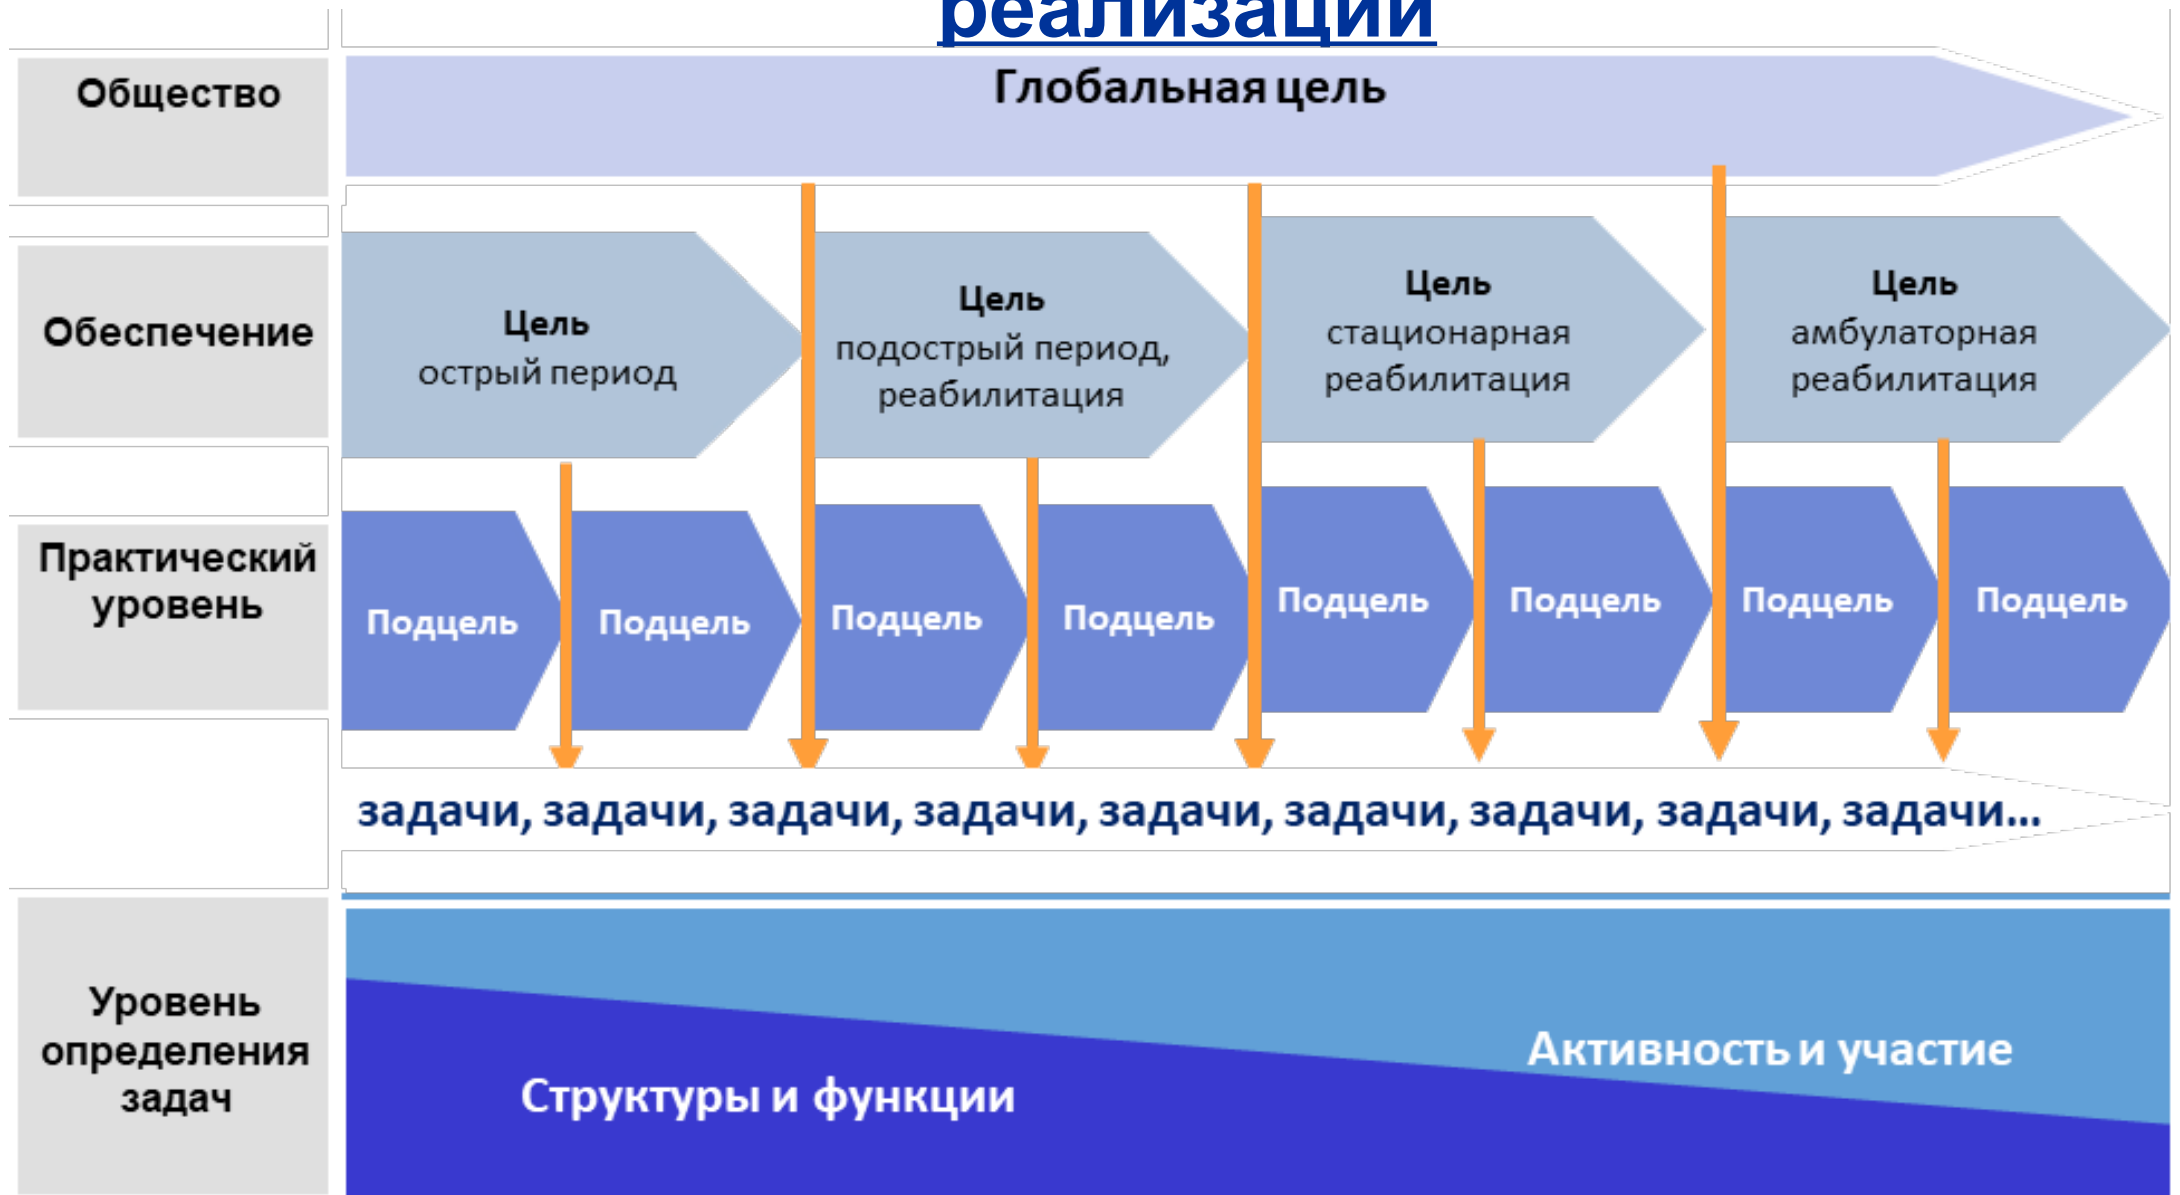 реализации
Общество
Глобальная цель
Обеспечение
Цель
острый период
Цель
подострый период,
реабилитация
Цель
стационарная
реабилитация
Цель
амбулаторная
реабилитация
Практический
уровень
Подцель
Подцель
Подцель
Подцель
Подцель
Подцель
Подцель
Подцель
задачи, задачи, задачи, задачи, задачи, задачи, задачи, задачи, задачи...
Уровень
определения
задач
Структуры и функции
Активность и участие